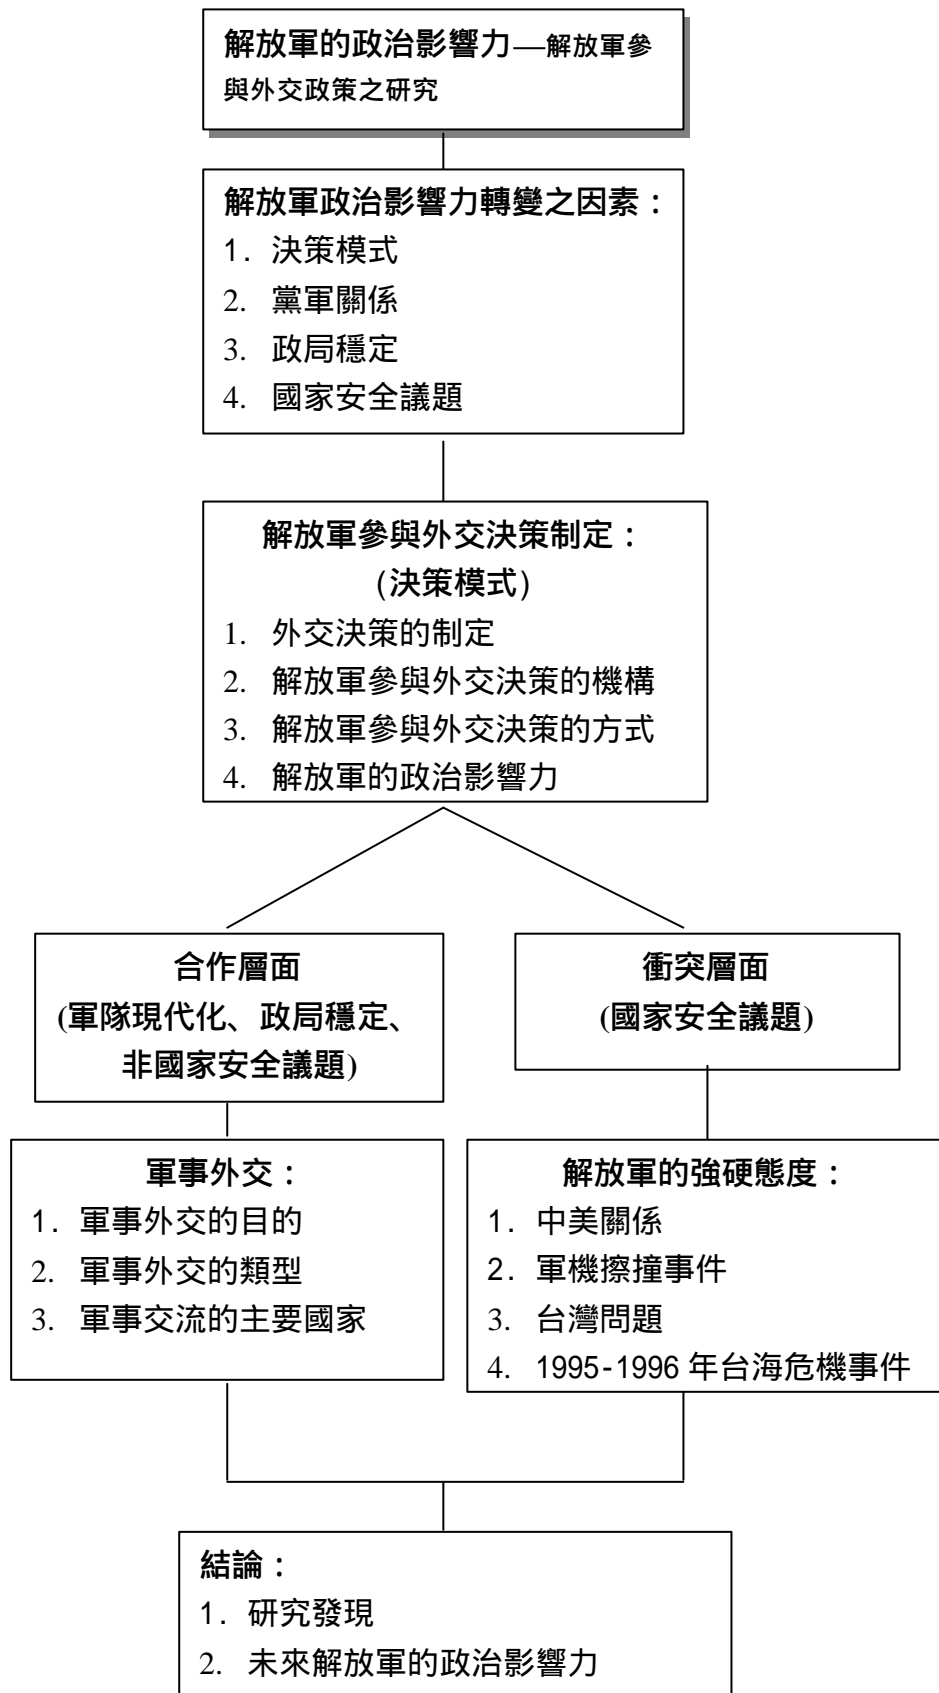 解放軍的政治影響力—解放軍參
與外交政策之研究
解放軍政治影響力轉變之因素：
1. 決策模式
2. 黨軍關係
3. 政局穩定
4. 國家安全議題
解放軍參與外交決策制定：
(決策模式)
1. 外交決策的制定
2. 解放軍參與外交決策的機構
3. 解放軍參與外交決策的方式
4. 解放軍的政治影響力
合作層面
(軍隊現代化、政局穩定、
非國家安全議題)
衝突層面
(國家安全議題)
軍事外交：
1. 軍事外交的目的
2. 軍事外交的類型
3. 軍事交流的主要國家
解放軍的強硬態度：
1. 中美關係
2. 軍機擦撞事件
3. 台灣問題
4. 1995-1996 年台海危機事件
結論：
1. 研究發現
2. 未來解放軍的政治影響力